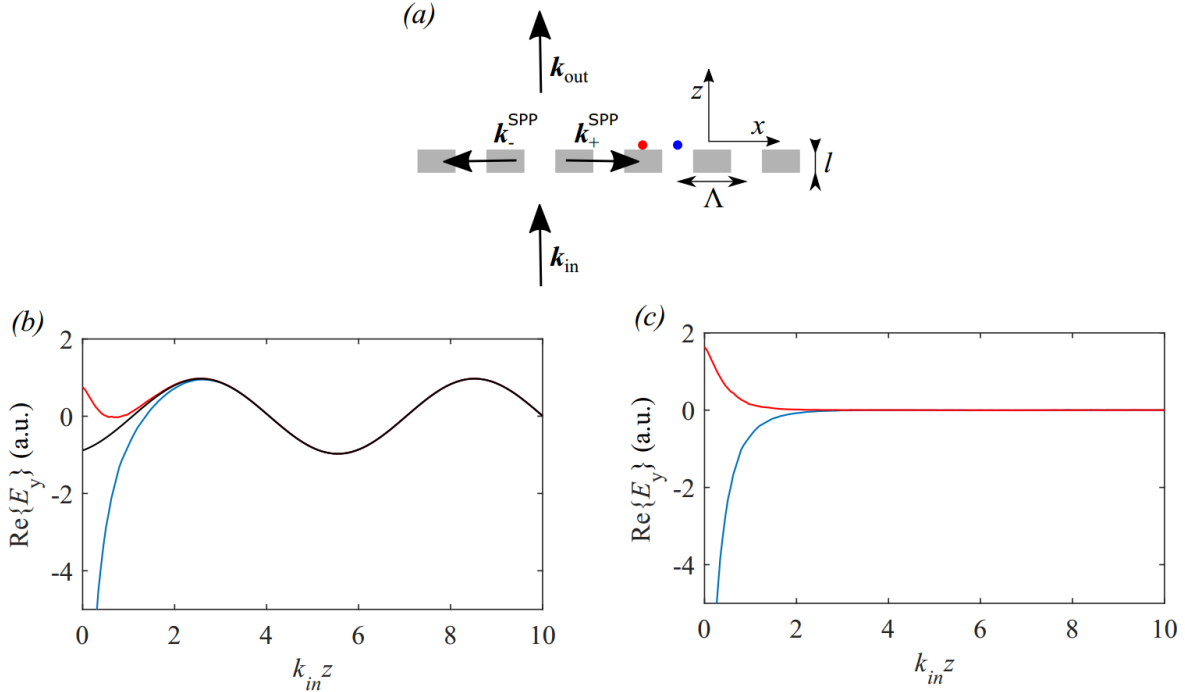 (a)
k_out
k_-^SPP
k_+^SPP
z
x
l
Λ
k_in
(b)
2
0
-2
-4
Re{E_y} (a.u.)
0
2
4
6
8
10
k_in z
(c)
2
0
-2
-4
Re{E_y} (a.u.)
0
2
4
6
8
10
k_in z